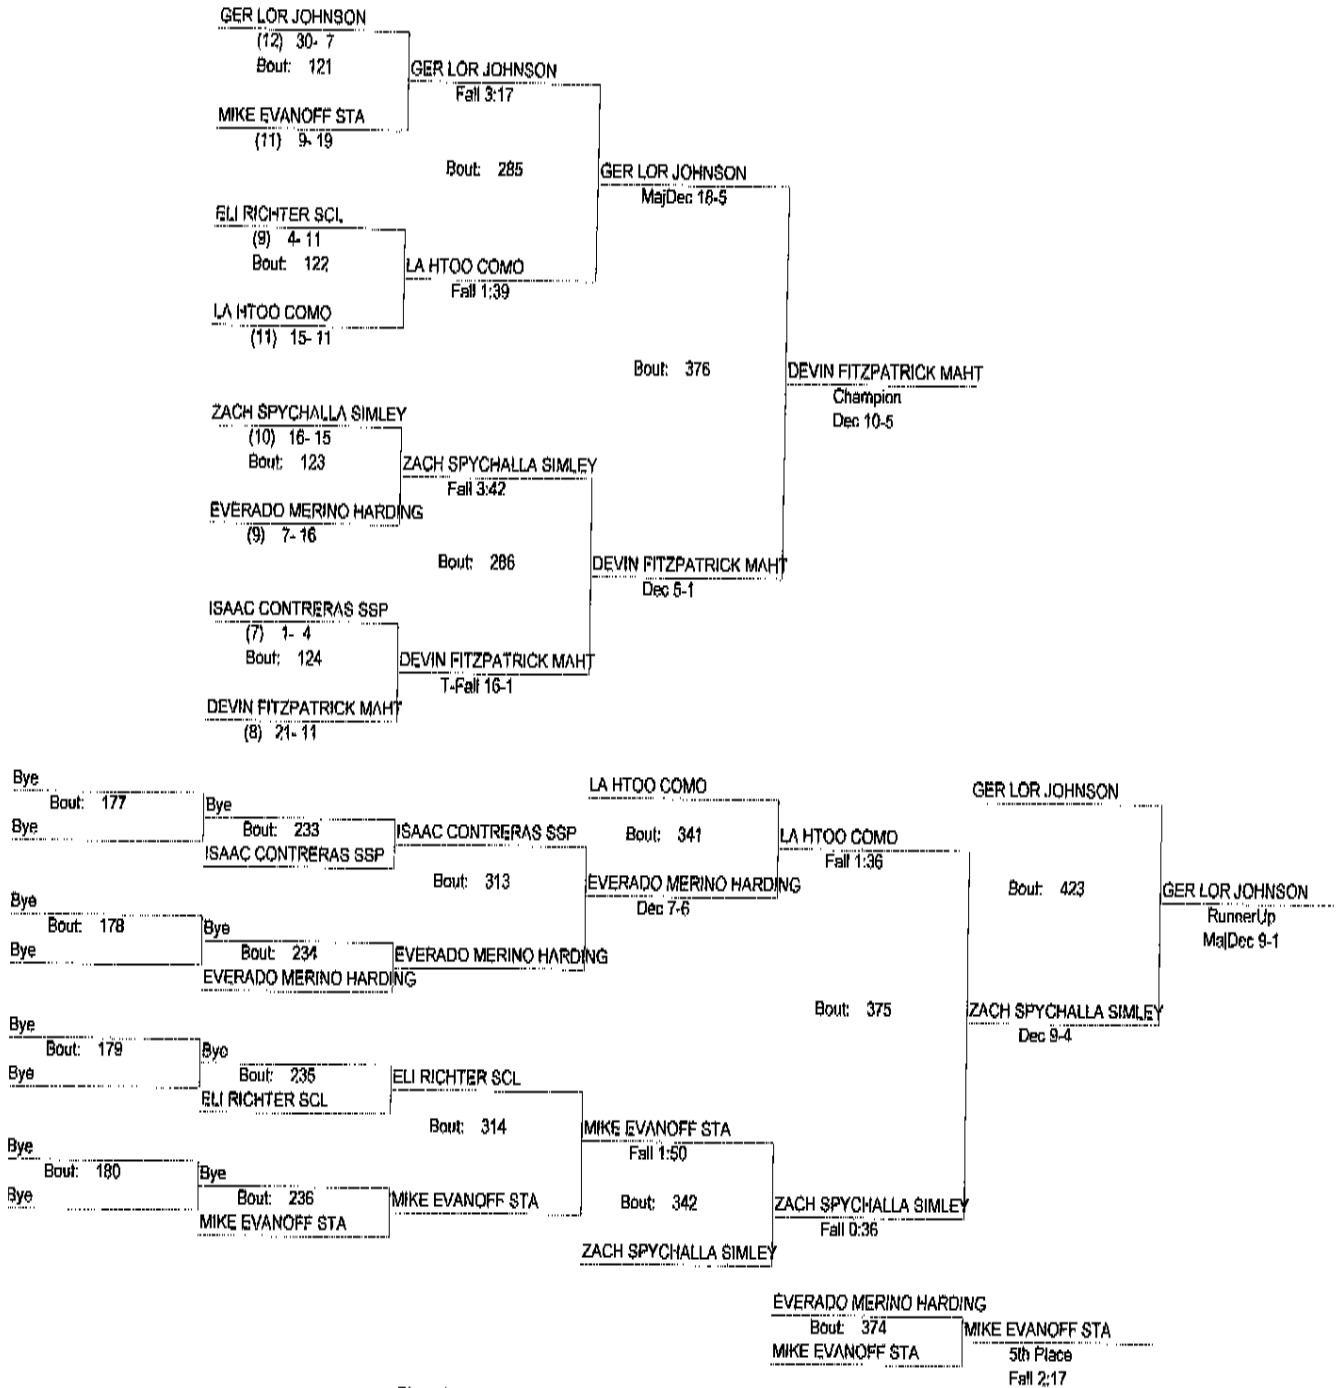 GER LOR JOHNSON
(12) 30- 7
Bout: 121
GER LOR JOHNSON
Fall 3:17
MIKE EVANOFF STA
(11) 9- 19
Bout: 285
GER LOR JOHNSON
MajDec 18-5
ELI RICHTER SCL
(9) 4- 11
Bout: 122
LA HTOO COMO
Fall 1:39
LA HTOO COMO
(11) 15- 11
Bout: 376
DEVIN FITZPATRICK MAHT
Champion
Dec 10-5
ZACH SPYCHALLA SIMLEY
(10) 16- 15
Bout: 123
ZACH SPYCHALLA SIMLEY
Fall 3:42
EVERADO MERINO HARDING
(9) 7- 16
Bout: 286
DEVIN FITZPATRICK MAHT
Dec 5-1
ISAAC CONTRERAS SSP
(7) 1- 4
Bout: 124
DEVIN FITZPATRICK MAHT
T-Fall 16-1
DEVIN FITZPATRICK MAHT
(8) 21- 11
Bye
Bout: 177
Bye
Bye
Bout: 233
ISAAC CONTRERAS SSP
ISAAC CONTRERAS SSP
Bout: 313
LA HTOO COMO
Bout: 341
LA HTOO COMO
Fall 1:36
EVERADO MERINO HARDING
Dec 7-6
GER LOR JOHNSON
Bout: 423
GER LOR JOHNSON
RunnerUp
MajDec 9-1
Bye
Bout: 178
Bye
Bye
Bout: 234
EVERADO MERINO HARDING
EVERADO MERINO HARDING
Bout: 375
ZACH SPYCHALLA SIMLEY
Dec 9-4
Bye
Bout: 179
Bye
Bye
Bout: 235
ELI RICHTER SCL
ELI RICHTER SCL
Bout: 314
MIKE EVANOFF STA
Fall 1:50
Bye
Bout: 180
Bye
Bye
Bout: 236
MIKE EVANOFF STA
MIKE EVANOFF STA
Bout: 342
ZACH SPYCHALLA SIMLEY
Fall 0:36
ZACH SPYCHALLA SIMLEY
EVERADO MERINO HARDING
Bout: 374
MIKE EVANOFF STA
MIKE EVANOFF STA
5th Place
Fall 2:17